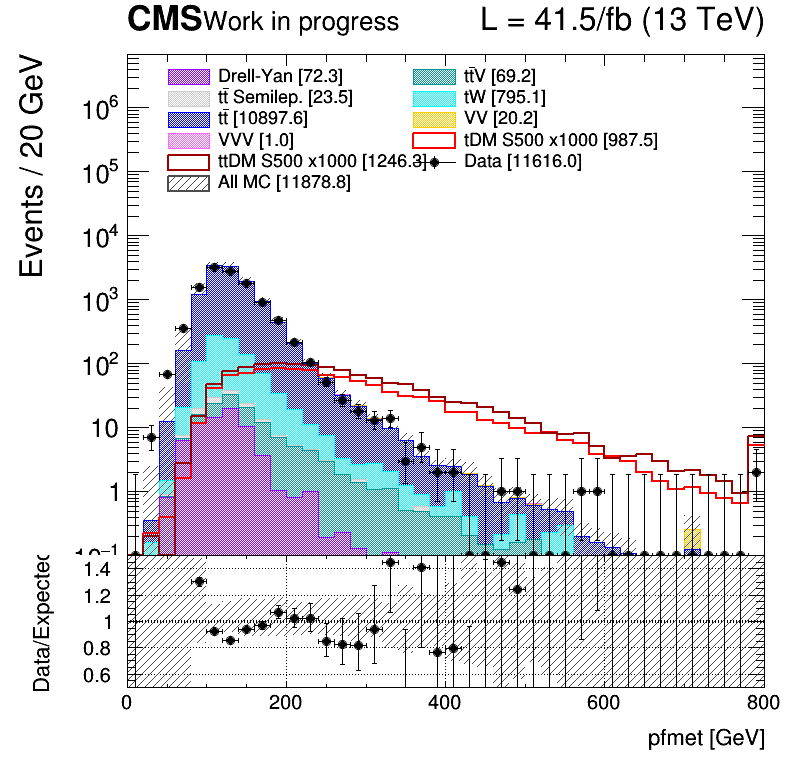 CMS Work in progress L = 41.5/fb (13 TeV)
Events / 20 GeV
Drell-Yan [72.3] tt̄V [69.2]
tt̄ Semilep. [23.5] tW [795.1]
tt̄ [10897.6] VV [20.2]
VVV [1.0] tDM S500 x1000 [987.5]
ttDM S500 x1000 [1246.3] Data [11616.0]
All MC [11878.8]
10⁶
10⁵
10⁴
10³
10²
10
1
10⁻¹
Data/Expected
1.4
1.2
1
0.8
0.6
0 200 400 600 800
pfmet [GeV]